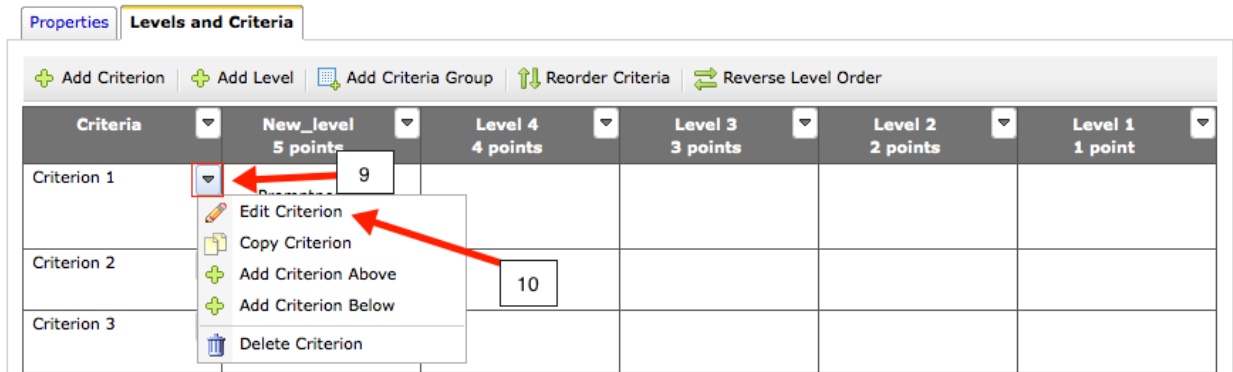 Properties Levels and Criteria
Add Criterion Add Level Add Criteria Group Reorder Criteria Reverse Level Order
Criteria New_level Level 4 Level 3 Level 2 Level 1
5 points 4 points 3 points 2 points 1 point
Criterion 1
9
Edit Criterion
Copy Criterion
Criterion 2
Add Criterion Above
10
Add Criterion Below
Criterion 3
Delete Criterion